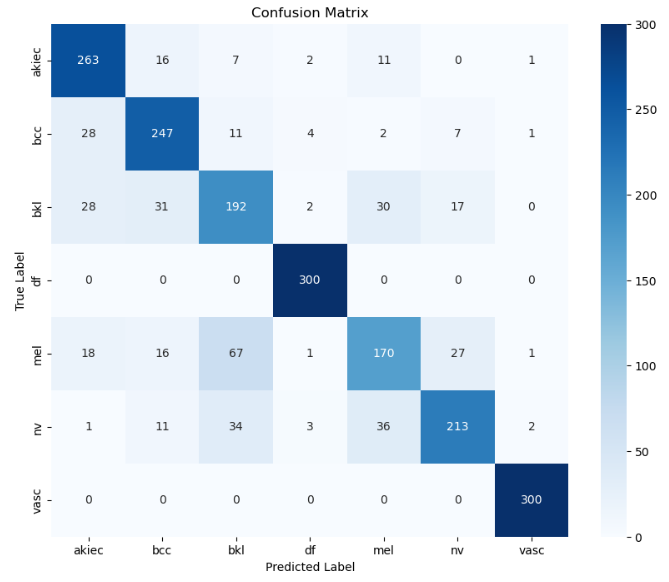 Confusion Matrix
akiec 263 16 7 2 11 0 1
bcc 28 247 11 4 2 7 1
bkl 28 31 192 2 30 17 0
df 0 0 0 300 0 0 0
mel 18 16 67 1 170 27 1
nv 1 11 34 3 36 213 2
vasc 0 0 0 0 0 0 300
akiec bcc bkl df mel nv vasc
Predicted Label
True Label
300
250
200
150
100
50
0